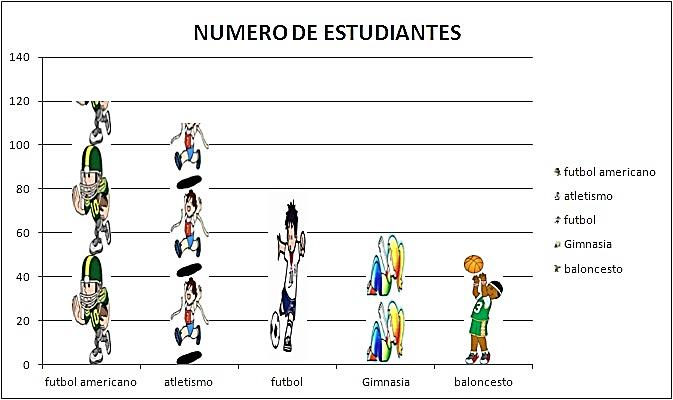 NUMERO DE ESTUDIANTES
140
120
100
80
60
40
20
0
futbol americano
atletismo
futbol
Gimnasia
baloncesto
futbol americano
atletismo
futbol
Gimnasia
baloncesto